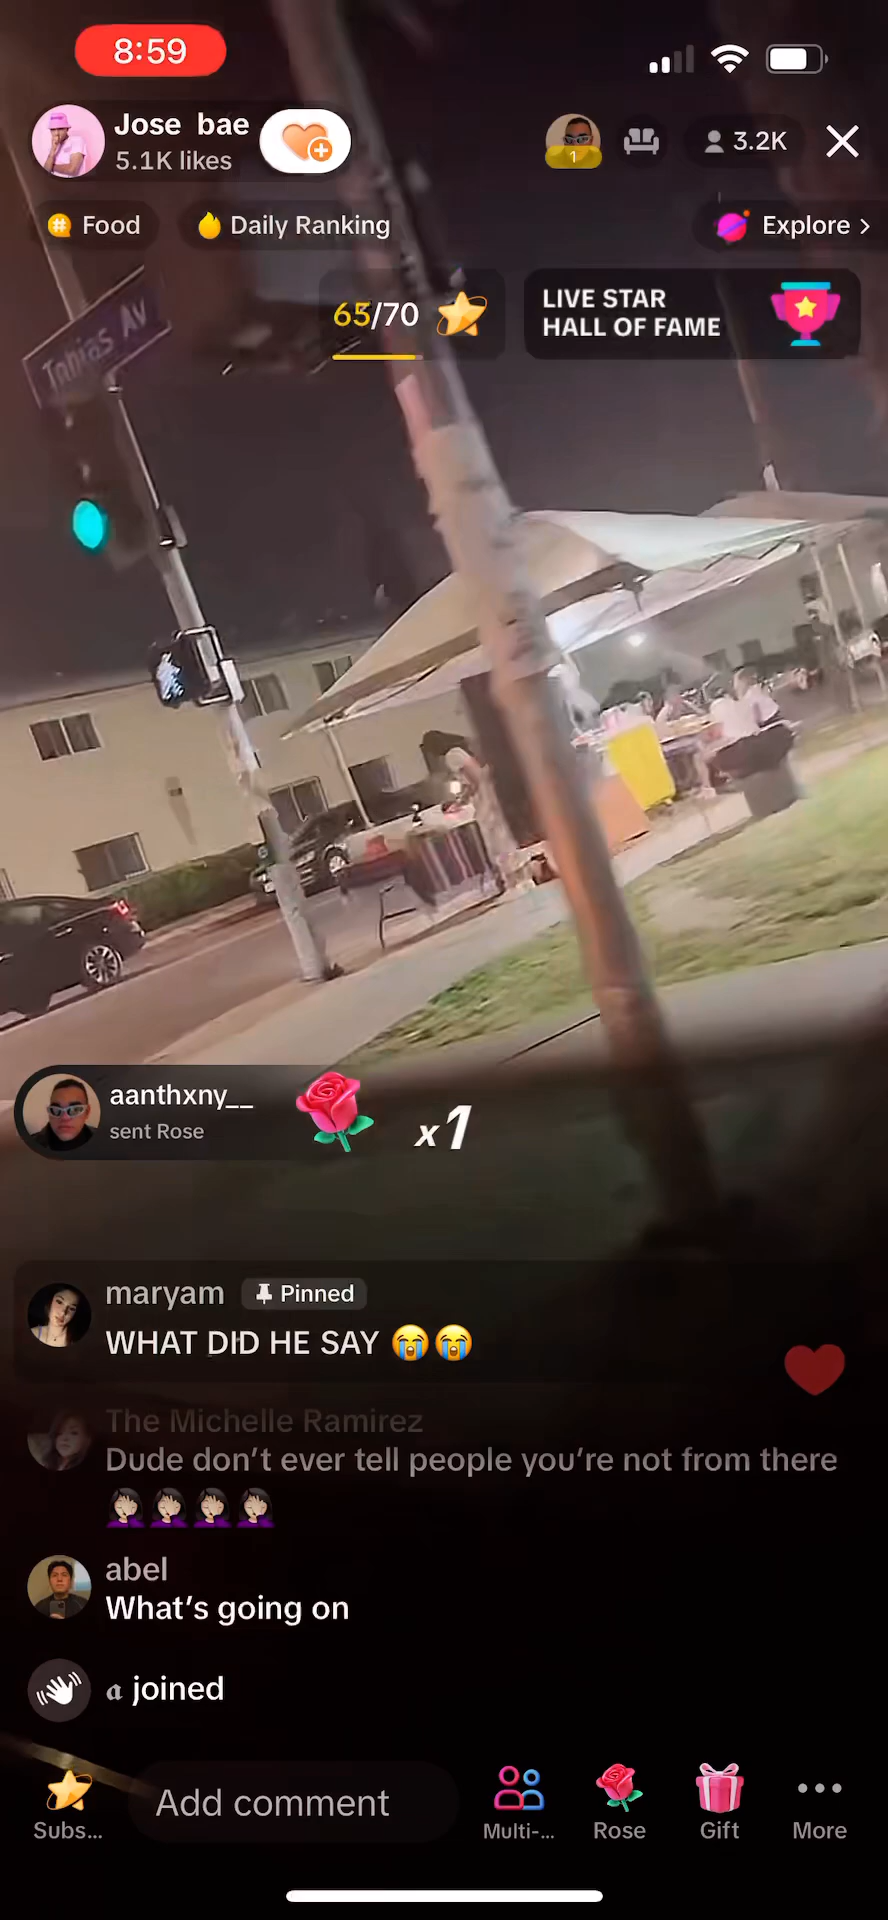 8:59
Jose bae
5.1K likes
1
3.2K
Food
Daily Ranking
Explore >
Tobias Av
65/70
LIVE STAR
HALL OF FAME
aanthxny__
sent Rose
x1
maryam Pinned
WHAT DID HE SAY 😭😭
The Michelle Ramirez
Dude don't ever tell people you're not from there
🤦🏻‍♀️🤦🏻‍♀️🤦🏻‍♀️🤦🏻‍♀️
abel
What's going on
a joined
Add comment
Subs...
Multi-...
Rose
Gift
More